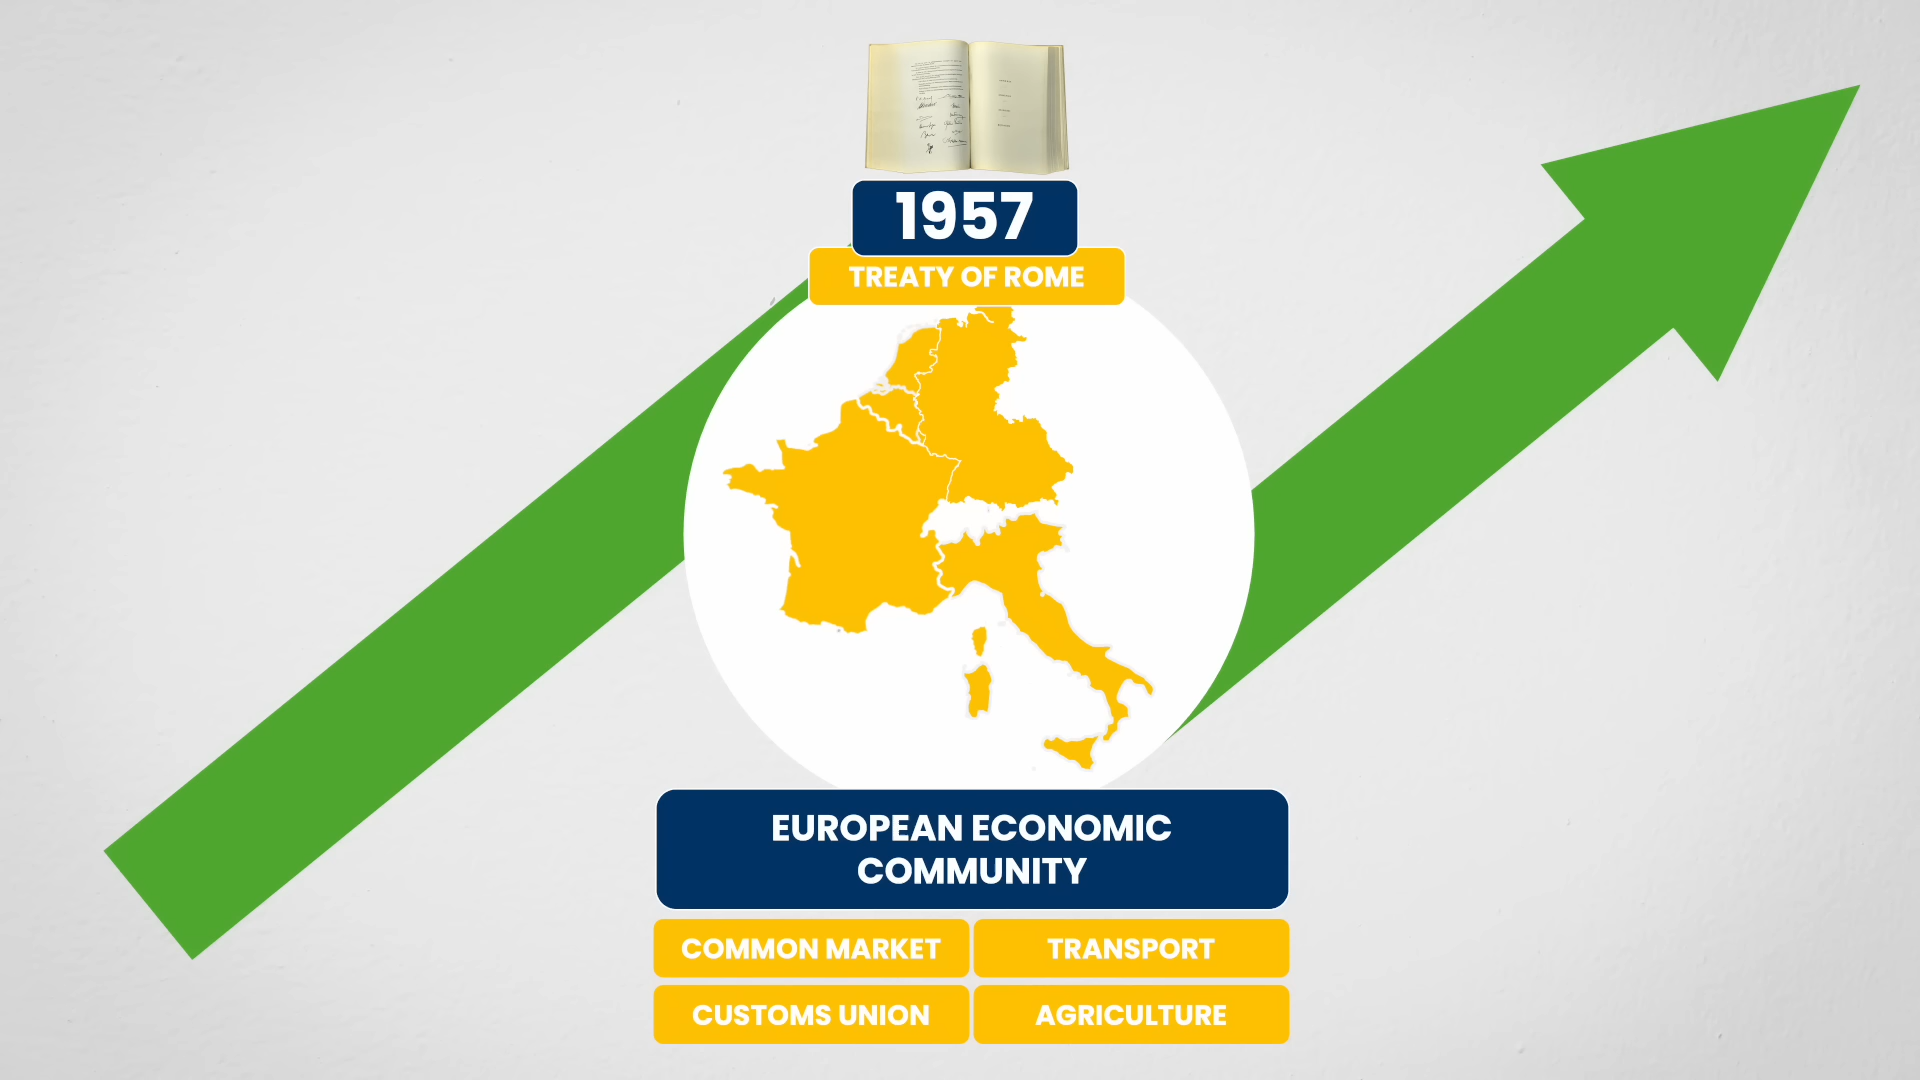 1957
TREATY OF ROME
EUROPEAN ECONOMIC
COMMUNITY
COMMON MARKET
TRANSPORT
CUSTOMS UNION
AGRICULTURE